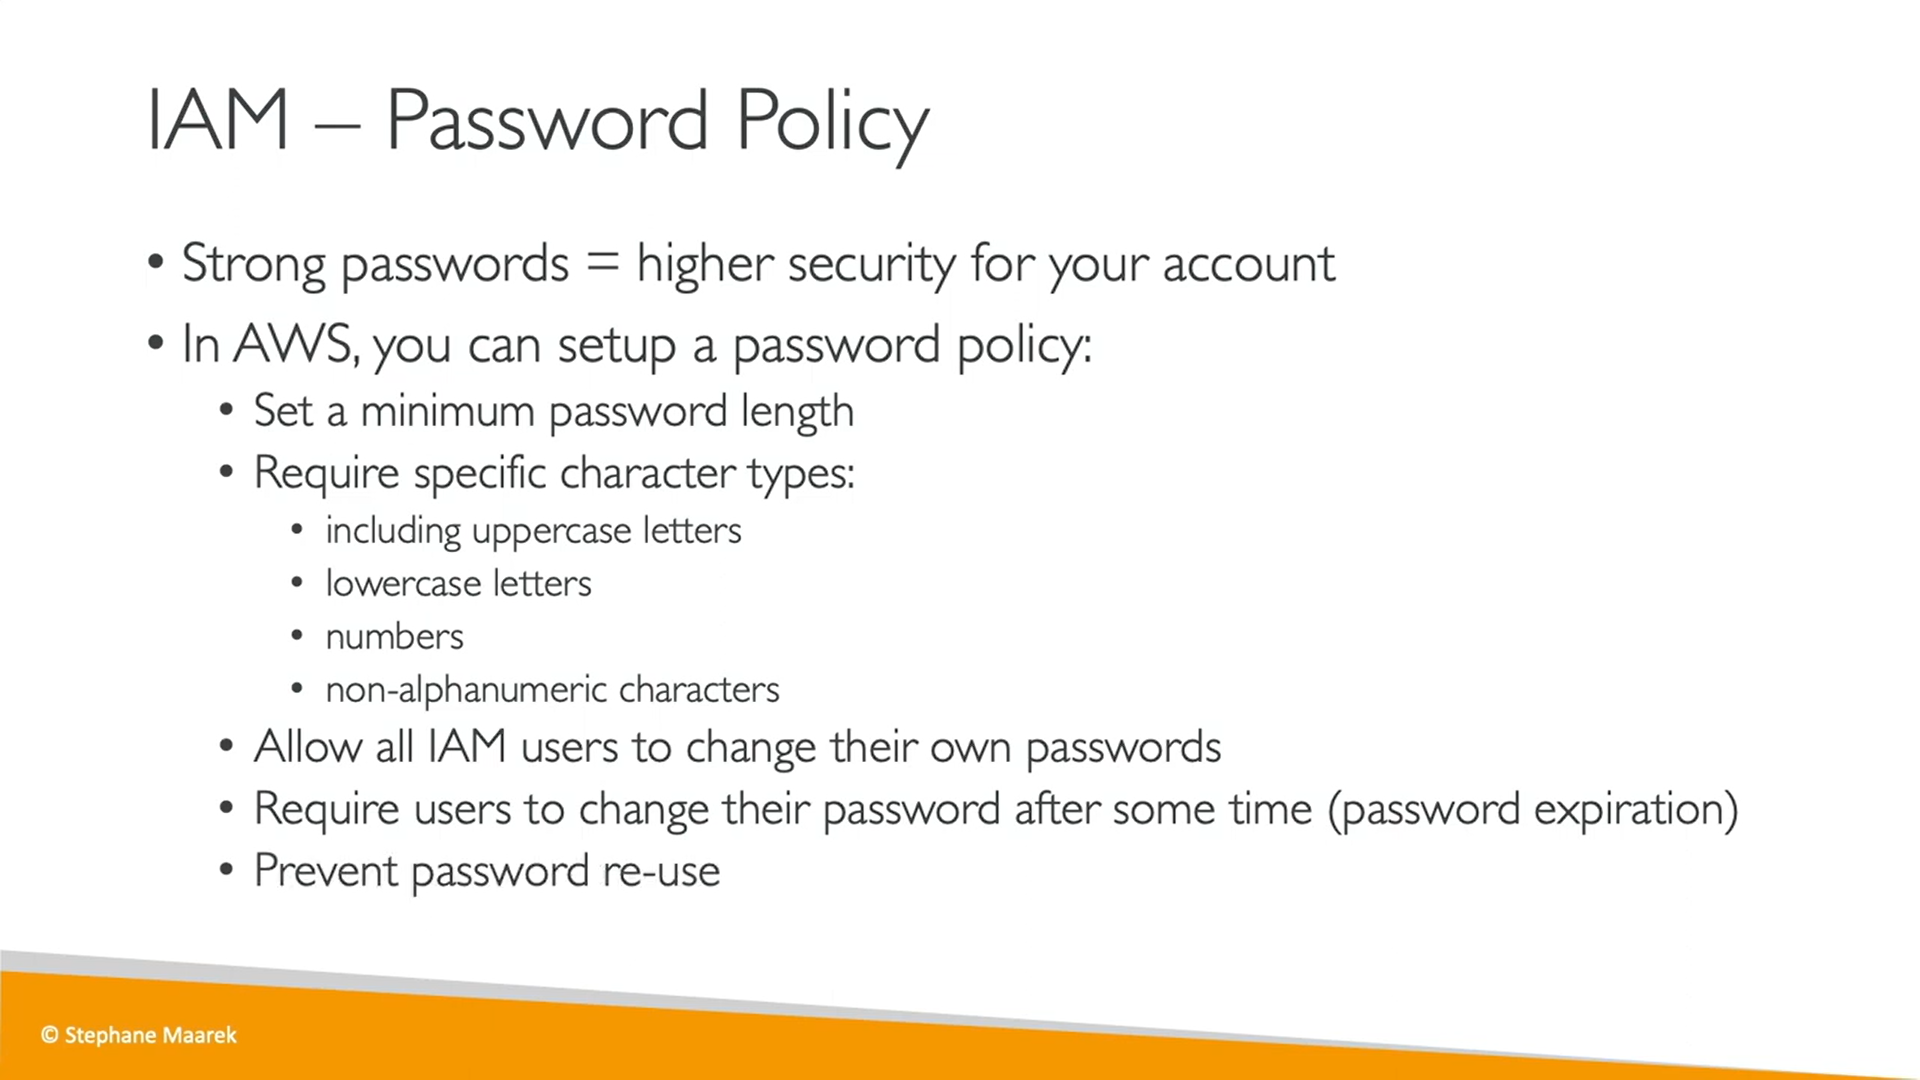 IAM – Password Policy
• Strong passwords = higher security for your account
• In AWS, you can setup a password policy:
• Set a minimum password length
• Require specific character types:
• including uppercase letters
• lowercase letters
• numbers
• non-alphanumeric characters
• Allow all IAM users to change their own passwords
• Require users to change their password after some time (password expiration)
• Prevent password re-use
© Stephane Maarek